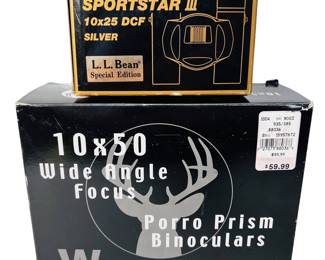 SPORTSTAR III
10x25 DCF
SILVER
L.L.Bean®
Special Edition
10x50
Wide Angle
Focus
Porro Prism
Binoculars
W
$59.99